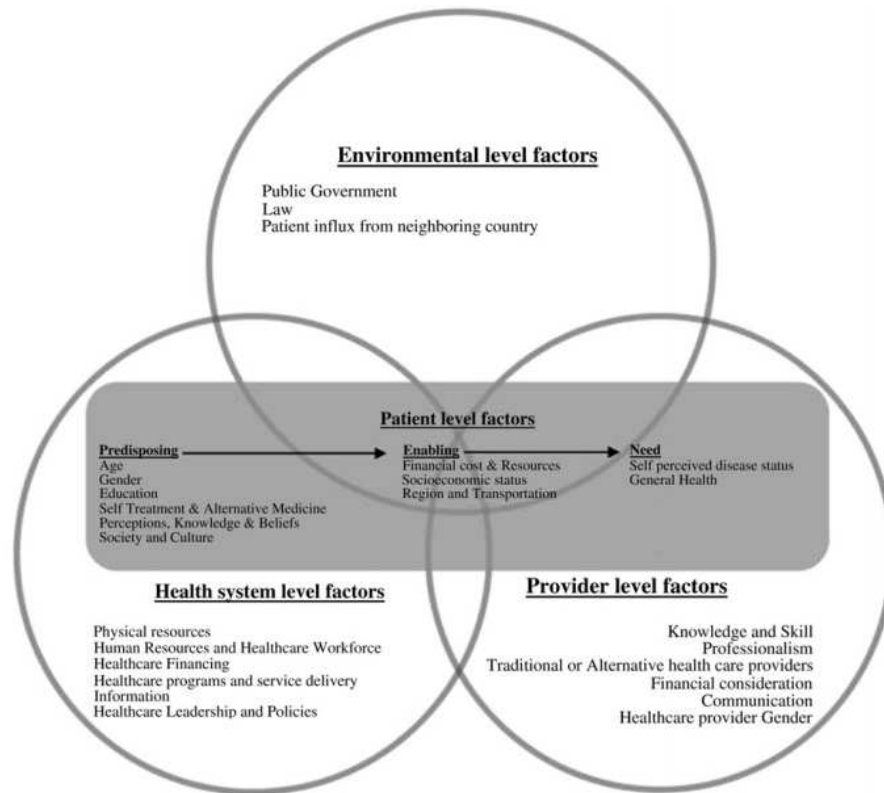 Environmental level factors
Public Government
Law
Patient influx from neighboring country
Patient level factors
Predisposing
Age
Gender
Education
Self Treatment & Alternative Medicine
Perceptions, Knowledge & Beliefs
Society and Culture
Enabling
Financial cost & Resources
Socioeconomic status
Region and Transportation
Need
Self perceived disease status
General Health
Health system level factors
Physical resources
Human Resources and Healthcare Workforce
Healthcare Financing
Healthcare programs and service delivery
Information
Healthcare Leadership and Policies
Provider level factors
Knowledge and Skill
Professionalism
Traditional or Alternative health care providers
Financial consideration
Communication
Healthcare provider Gender